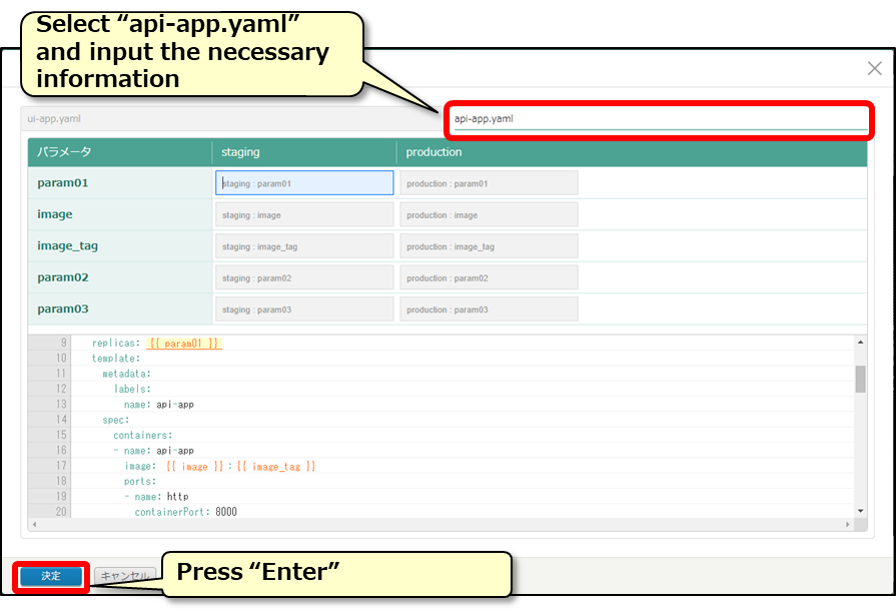 Select “api-app.yaml”
and input the necessary
information
ui-app.yaml
api-app.yaml
パラメータ staging production
param01 staging : param01 production : param01
image staging : image production : image
image_tag staging : image_tag production : image_tag
param02 staging : param02 production : param02
param03 staging : param03 production : param03
9 replicas: {{ param01 }}
10 template:
11 metadata:
12 labels:
13 name: api-app
14 spec:
15 containers:
16 - name: api-app
17 image: {{ image }}:{{ image_tag }}
18 ports:
19 - name: http
20 containerPort: 8000
決定 キャンセル
Press “Enter”